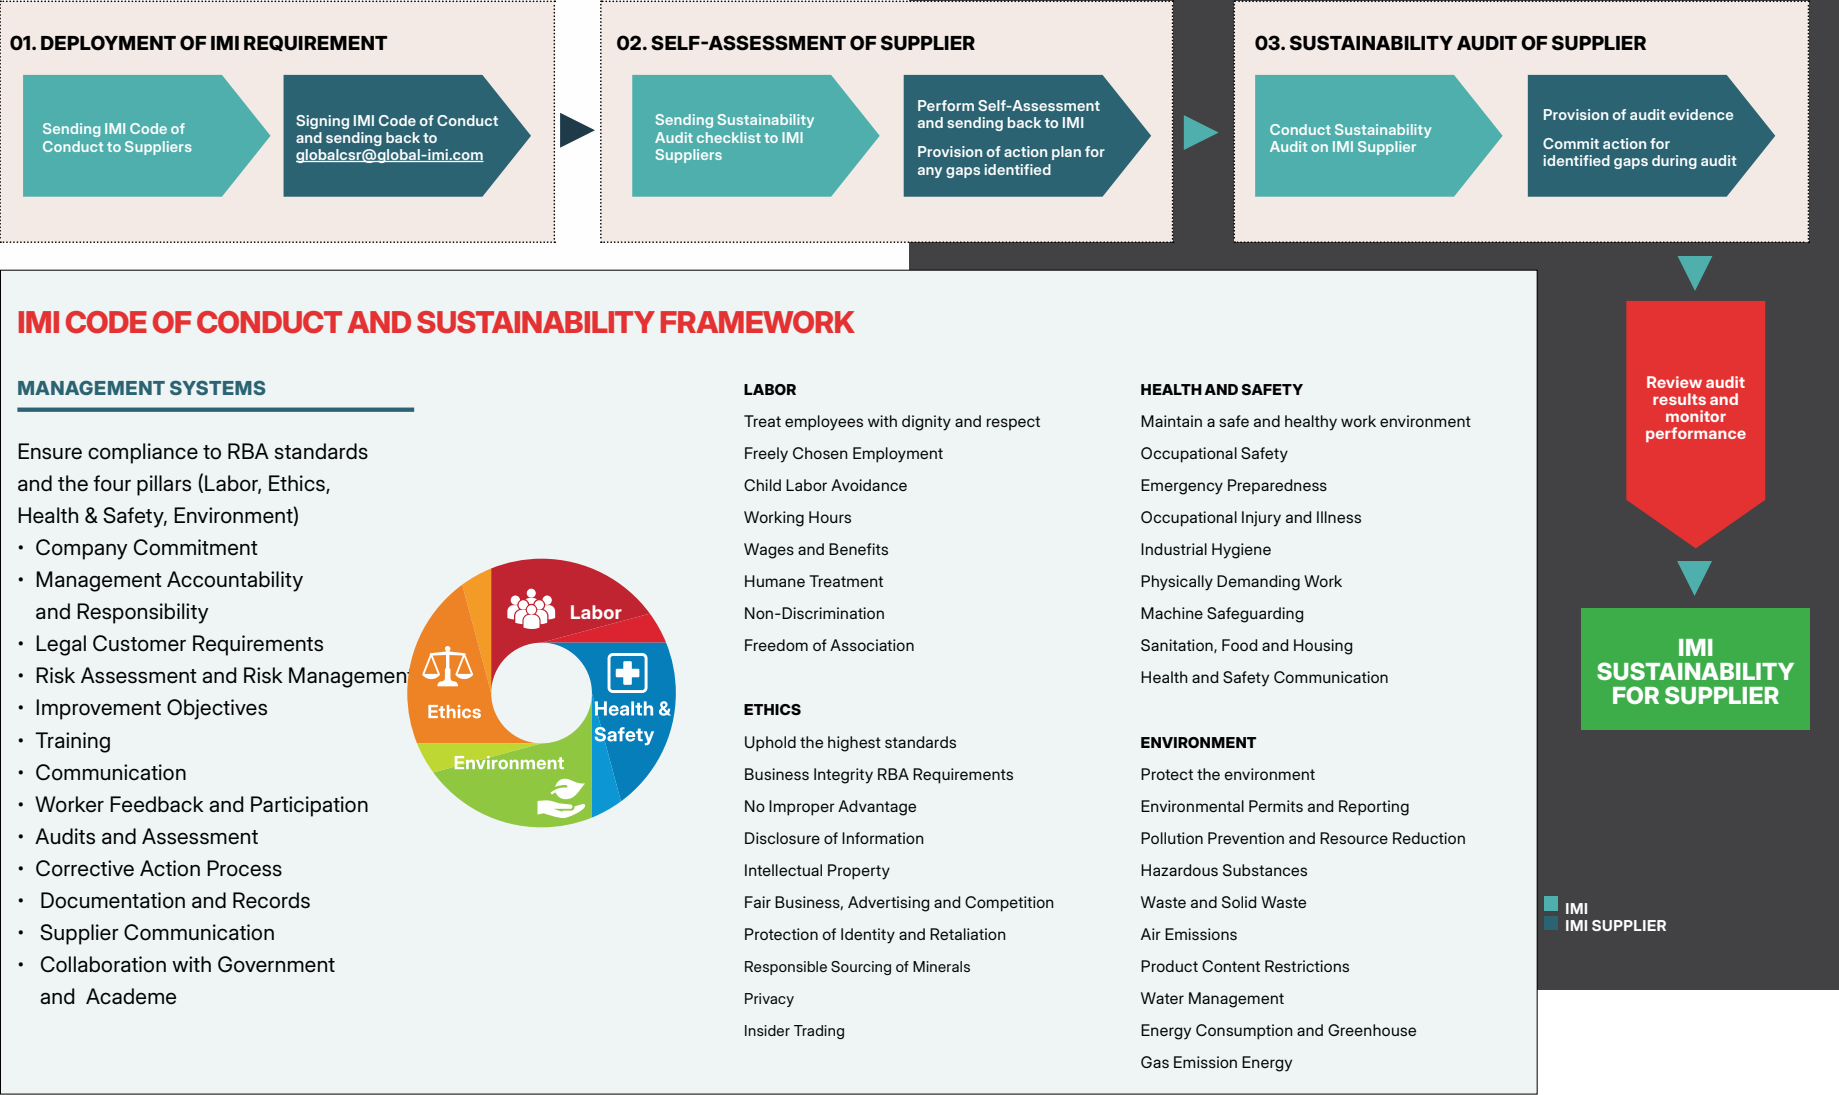 01. DEPLOYMENT OF IMI REQUIREMENT
Sending IMI Code of
Conduct to Suppliers
Signing IMI Code of Conduct
and sending back to
globalcsr@global-imi.com
02. SELF-ASSESSMENT OF SUPPLIER
Sending Sustainability
Audit checklist to IMI
Suppliers
Perform Self-Assessment
and sending back to IMI
Provision of action plan for
any gaps identified
03. SUSTAINABILITY AUDIT OF SUPPLIER
Conduct Sustainability
Audit on IMI Supplier
Provision of audit evidence
Commit action for
identified gaps during audit
Review audit
results and
monitor
performance
IMI
SUSTAINABILITY
FOR SUPPLIER
IMI
IMI SUPPLIER
IMI CODE OF CONDUCT AND SUSTAINABILITY FRAMEWORK
MANAGEMENT SYSTEMS
Ensure compliance to RBA standards
and the four pillars (Labor, Ethics,
Health & Safety, Environment)
• Company Commitment
• Management Accountability
and Responsibility
• Legal Customer Requirements
• Risk Assessment and Risk Management
• Improvement Objectives
• Training
• Communication
• Worker Feedback and Participation
• Audits and Assessment
• Corrective Action Process
• Documentation and Records
• Supplier Communication
• Collaboration with Government
and Academe
Labor
Ethics
Health &
Safety
Environment
LABOR
Treat employees with dignity and respect
Freely Chosen Employment
Child Labor Avoidance
Working Hours
Wages and Benefits
Humane Treatment
Non-Discrimination
Freedom of Association
ETHICS
Uphold the highest standards
Business Integrity RBA Requirements
No Improper Advantage
Disclosure of Information
Intellectual Property
Fair Business, Advertising and Competition
Protection of Identity and Retaliation
Responsible Sourcing of Minerals
Privacy
Insider Trading
HEALTH AND SAFETY
Maintain a safe and healthy work environment
Occupational Safety
Emergency Preparedness
Occupational Injury and Illness
Industrial Hygiene
Physically Demanding Work
Machine Safeguarding
Sanitation, Food and Housing
Health and Safety Communication
ENVIRONMENT
Protect the environment
Environmental Permits and Reporting
Pollution Prevention and Resource Reduction
Hazardous Substances
Waste and Solid Waste
Air Emissions
Product Content Restrictions
Water Management
Energy Consumption and Greenhouse
Gas Emission Energy